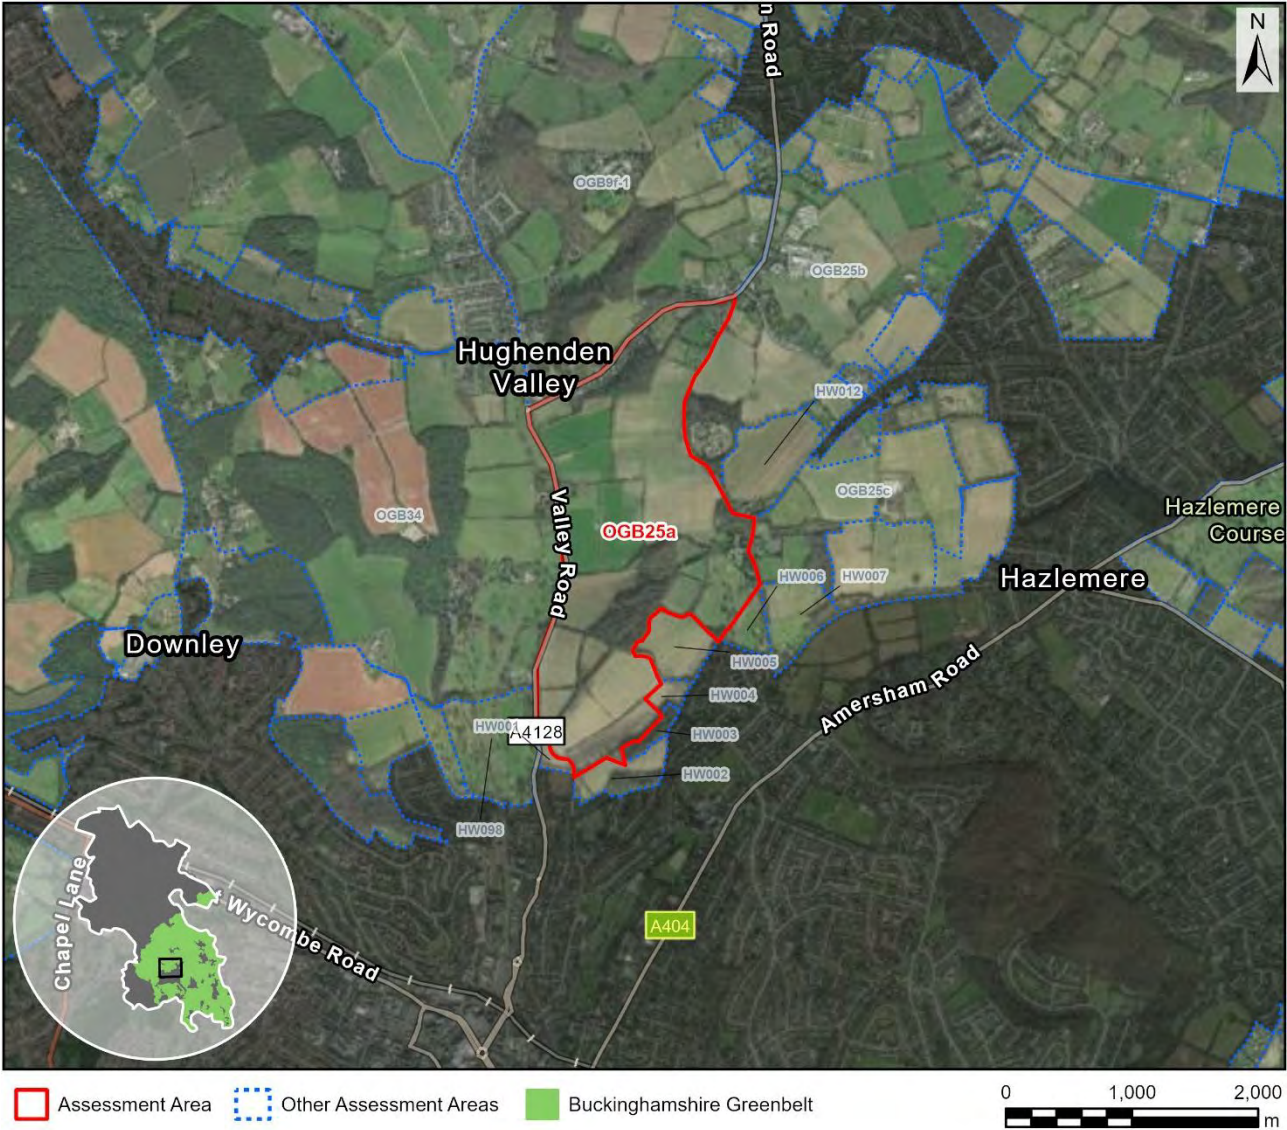 n Road
N
OGB9f-1
OGB25b
Hughenden
Valley
HW012
OGB25c
OGB34
Valley Road
OGB25a
Hazlemere
Course
HW006
HW007
Hazlemere
Downley
HW005
HW004
Amersham Road
HW001
A4128
HW003
HW002
HW098
A404
Chapel Lane
Wycombe Road
Assessment Area
Other Assessment Areas
Buckinghamshire Greenbelt
0 1,000 2,000
m